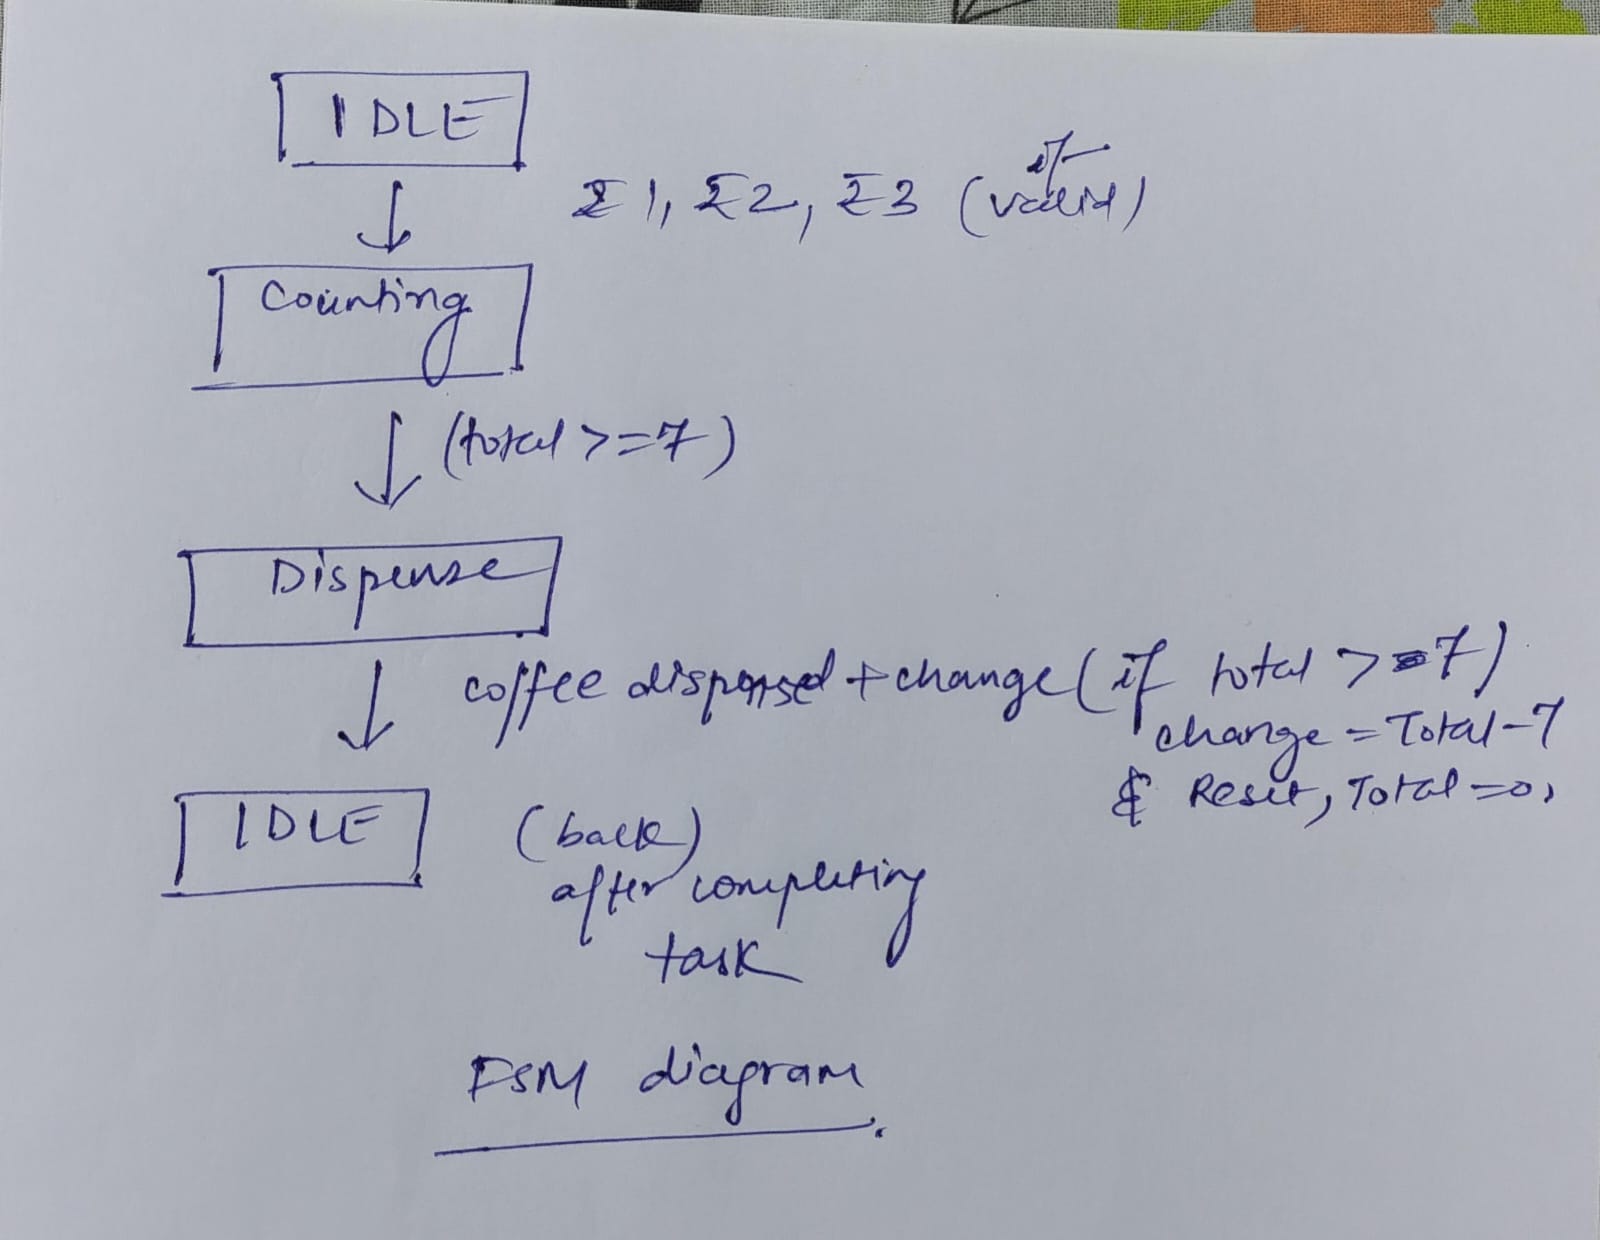 IDLE
₹1, ₹2, ₹3 (if valid)
Counting
(total >=7)
Dispense
coffee dispensed + change (if total >=7)
change = Total-7
& Reset, Total =0,
IDLE (back)
after completing
task
FSM diagram.